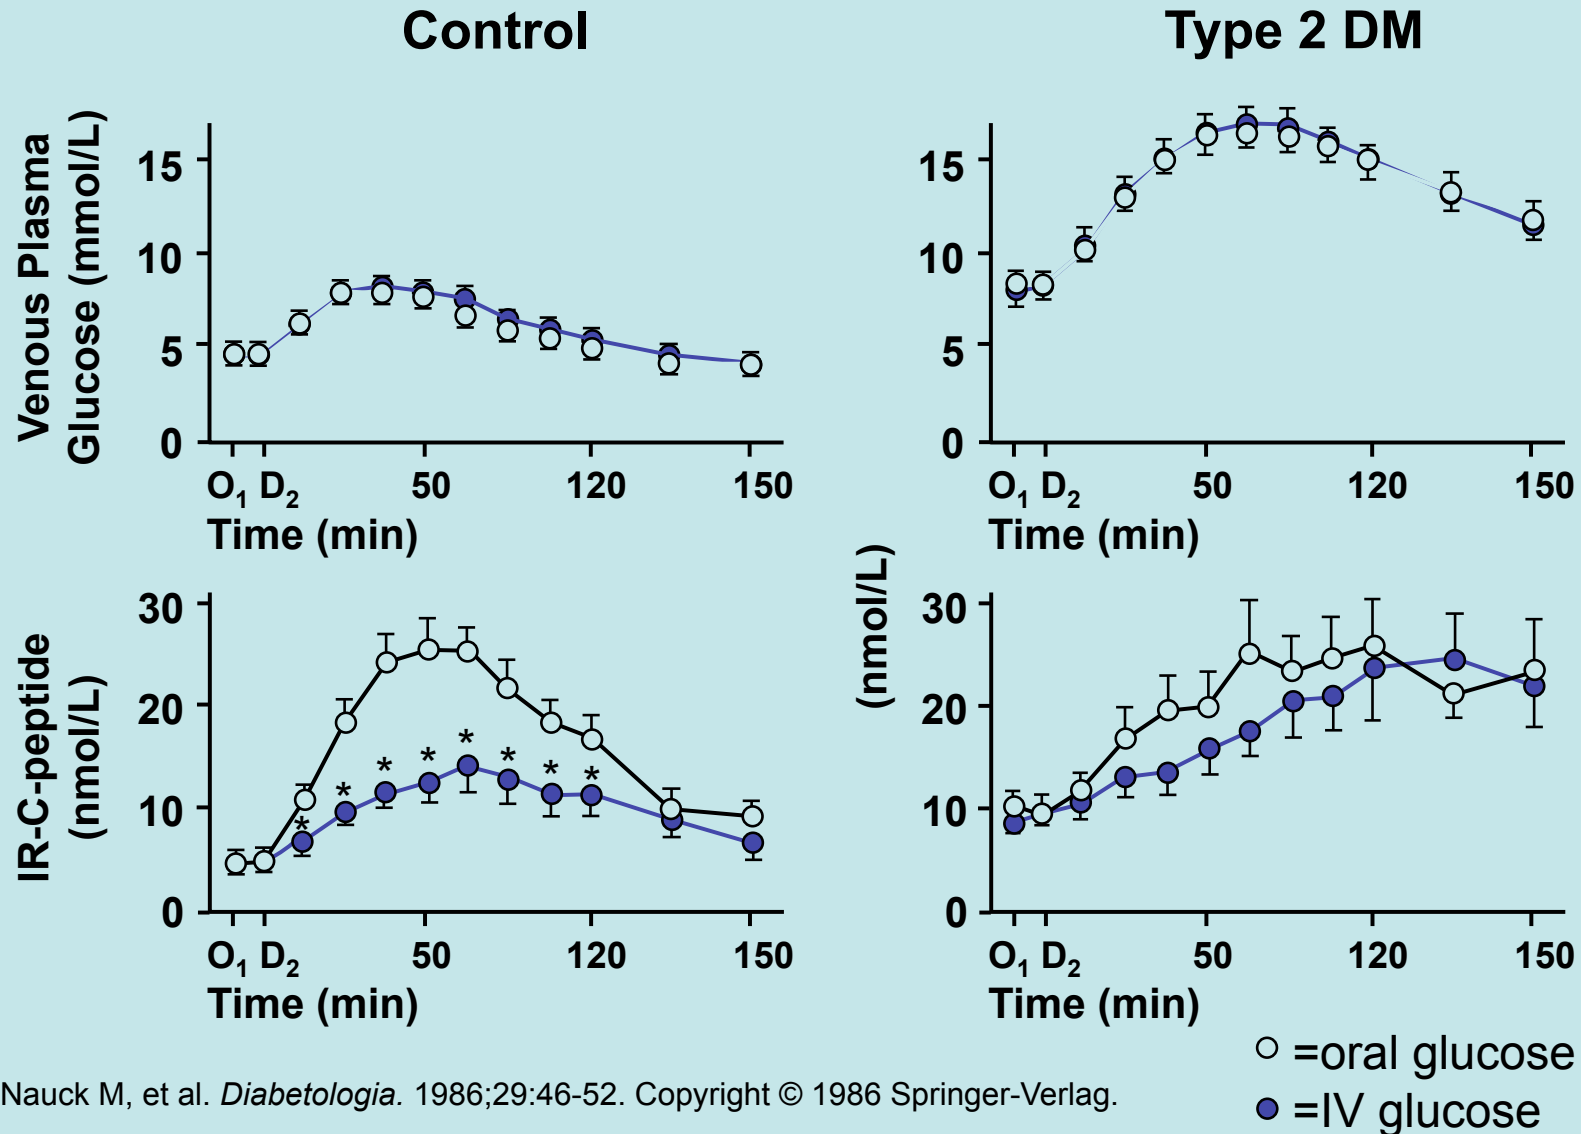 Control
Type 2 DM
Venous Plasma
Glucose (mmol/L)
15
10
5
0
O₁ D₂ 50 120 150
Time (min)
15
10
5
0
O₁ D₂ 50 120 150
Time (min)
IR-C-peptide
(nmol/L)
30
20
10
0
* * * * * * * *
O₁ D₂ 50 120 150
Time (min)
(nmol/L)
30
20
10
0
O₁ D₂ 50 120 150
Time (min)
=oral glucose
=IV glucose
Nauck M, et al. Diabetologia. 1986;29:46-52. Copyright © 1986 Springer-Verlag.